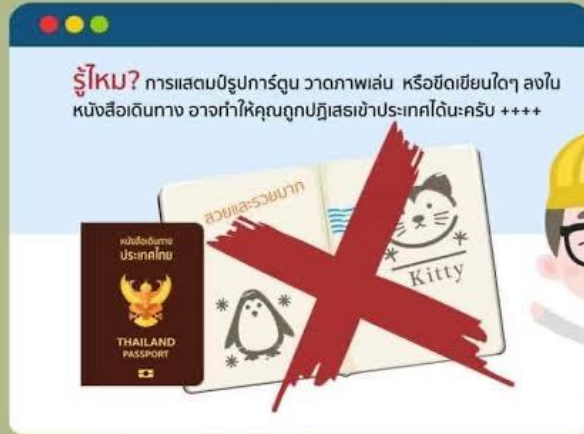 รู้ไหม? การแสตมป์รูปการ์ตูน วาดภาพเล่น หรือขีดเขียนใดๆ ลงใน
หนังสือเดินทาง อาจทำให้คุณถูกปฏิเสธเข้าประเทศได้นะครับ ++++
สวยและรวยมาก
Kitty
หนังสือเดินทาง
ประเทศไทย
THAILAND
PASSPORT